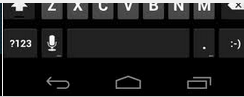 Z X C V B N M
?123 . :-)